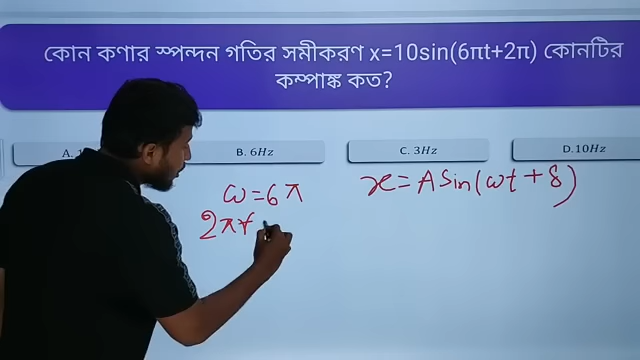 কোন কণার স্পন্দন গতির সমীকরণ x=10sin(6πt+2π) কোনটির
কম্পাঙ্ক কত?
A. 1
B. 6Hz
C. 3Hz
D.10Hz
x = A sin(ωt + δ)
ω = 6π
2πf